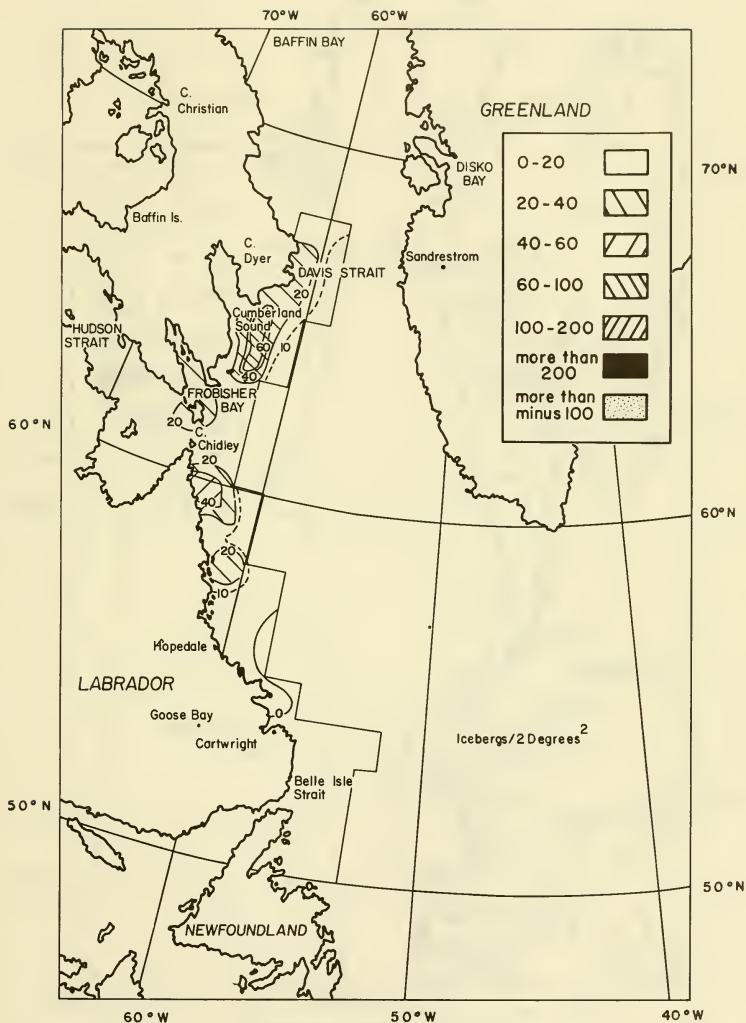 70°W
60°W
BAFFIN BAY
C.
Christian
GREENLAND
0-20
20-40
40-60
60-100
100-200
more than
200
more than
minus 100
DISKO
BAY
70°N
Baffin Is.
C.
Dyer
Sandrestrom
DAVIS STRAIT
20
Cumberland
Sound
HUDSON
STRAIT
60
10
40
FROBISHER
BAY
20
60°N
C.
Chidley
20
40
60°N
20
10
Hopedale
LABRADOR
0
Goose Bay
Cartwright
Icebergs/2 Degrees2
Belle Isle
Strait
50°N
50°N
NEWFOUNDLAND
60°W
50°W
40°W